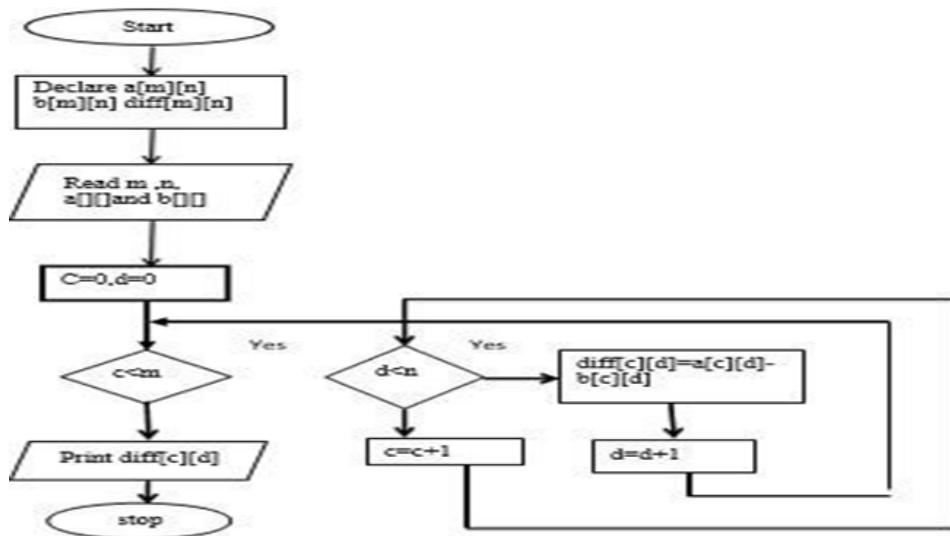 Start
Declare a[m][n]
b[m][n] diff[m][n]
Read m ,n,
a[][]and b[][]
C=0,d=0
c<m
Yes
d<n
Yes
diff[c][d]=a[c][d]-
b[c][d]
Print diff[c][d]
c=c+1
d=d+1
stop